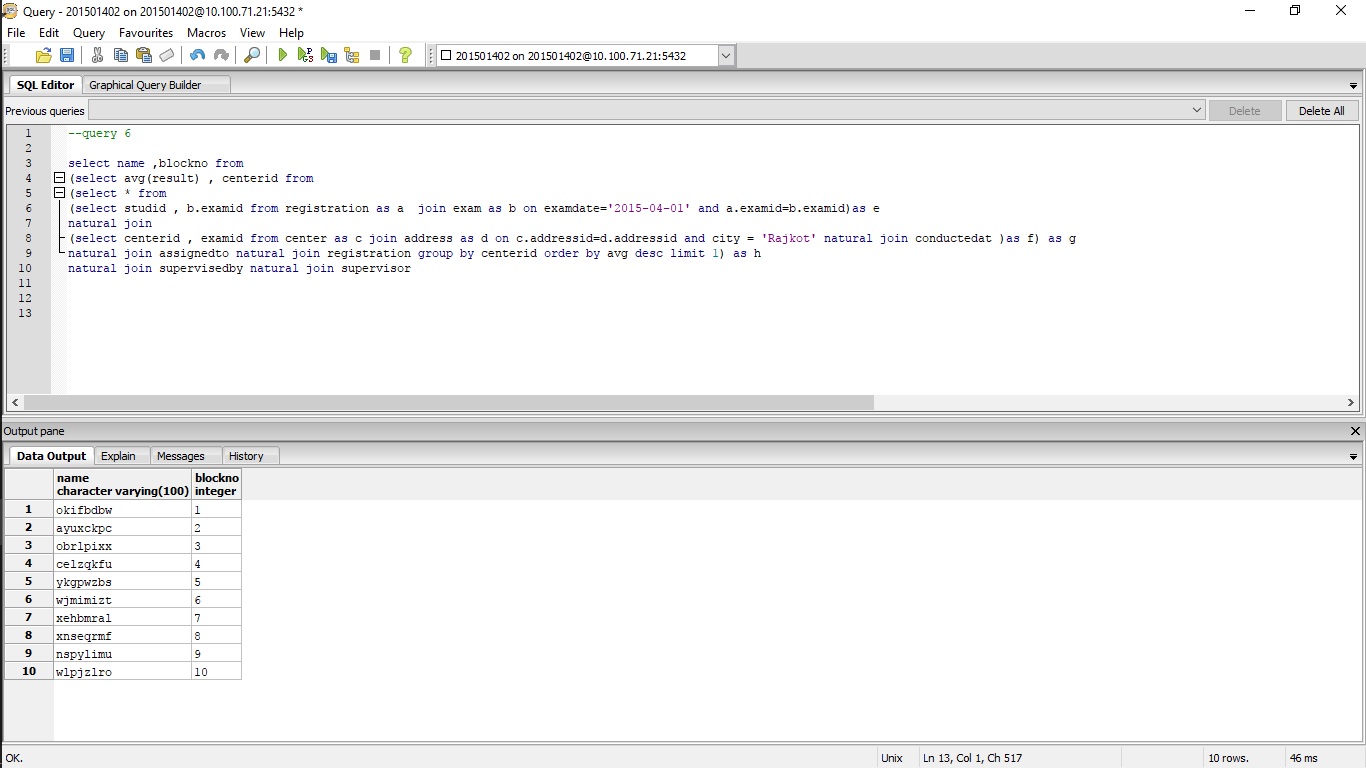 Query - 201501402 on 201501402@10.100.71.21:5432 *
File Edit Query Favourites Macros View Help
201501402 on 201501402@10.100.71.21:5432
SQL Editor Graphical Query Builder
Previous queries Delete Delete All
1 --query 6
2
3 select name ,blockno from
4 (select avg(result) , centerid from
5 (select * from
6 (select studid , b.examid from registration as a  join exam as b on examdate='2015-04-01' and a.examid=b.examid)as e
7 natural join
8 (select centerid , examid from center as c join address as d on c.addressid=d.addressid and city = 'Rajkot' natural join conductedat )as f) as g
9 natural join assignedto natural join registration group by centerid order by avg desc limit 1) as h
10 natural join supervisedby natural join supervisor
11
12
13
Output pane
Data Output Explain Messages History
name blockno
character varying(100) integer
1 okifbdbw 1
2 ayuxckpc 2
3 obrlpixx 3
4 celzqkfu 4
5 ykgpwzbs 5
6 wjmimizt 6
7 xehbmral 7
8 xnseqrmf 8
9 nspylimu 9
10 wlpjzlro 10
OK. Unix Ln 13, Col 1, Ch 517 10 rows. 46 ms